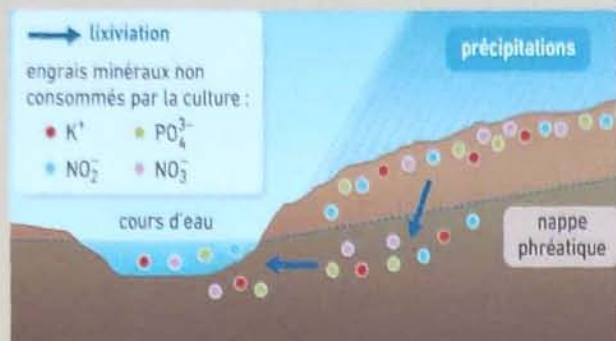 lixiviation
engrais minéraux non
consommés par la culture :
K⁺ PO₄³⁻
NO₂⁻ NO₃⁻
précipitations
cours d'eau
nappe
phréatique